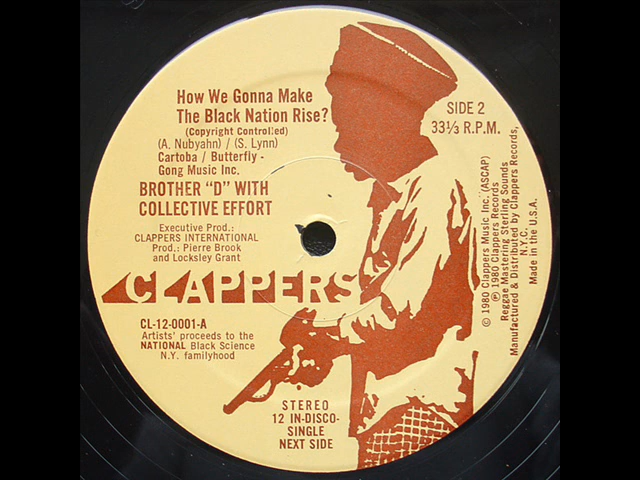 How We Gonna Make
The Black Nation Rise?
(Copyright Controlled)
(A. Nubyahn) / (S. Lynn)
Cartoba / Butterfly -
Gong Music Inc.
BROTHER "D" WITH
COLLECTIVE EFFORT
Executive Prod.:
CLAPPERS INTERNATIONAL
Prod.: Pierre Brook
and Locksley Grant
CLAPPERS
CL-12-0001-A
Artists' proceeds to the
NATIONAL Black Science
N.Y. familyhood
SIDE 2
33⅓ R.P.M.
STEREO
12 IN-DISCO-
SINGLE
NEXT SIDE
© 1980 Clappers Music Inc. (ASCAP)
℗ 1980 Clappers Records
Reggae Mastering Sterling Sounds
Manufactured & Distributed by Clappers Records,
N.Y.C.
Made in the U.S.A.